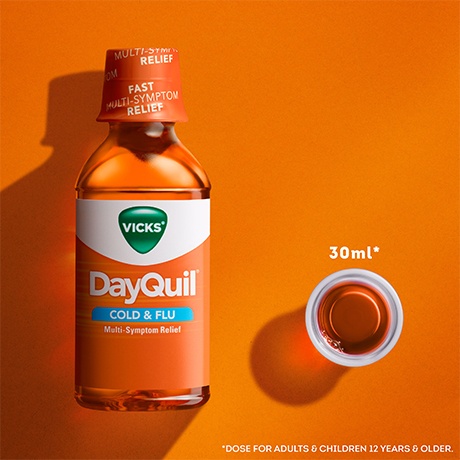 MULTI-SYMTOM
RELIEF
FAST
MULTI-SYMPTOM
RELIEF
VICKS®
DayQuil®
COLD & FLU
Multi-Symptom Relief
30ml*
*DOSE FOR ADULTS & CHILDREN 12 YEARS & OLDER.